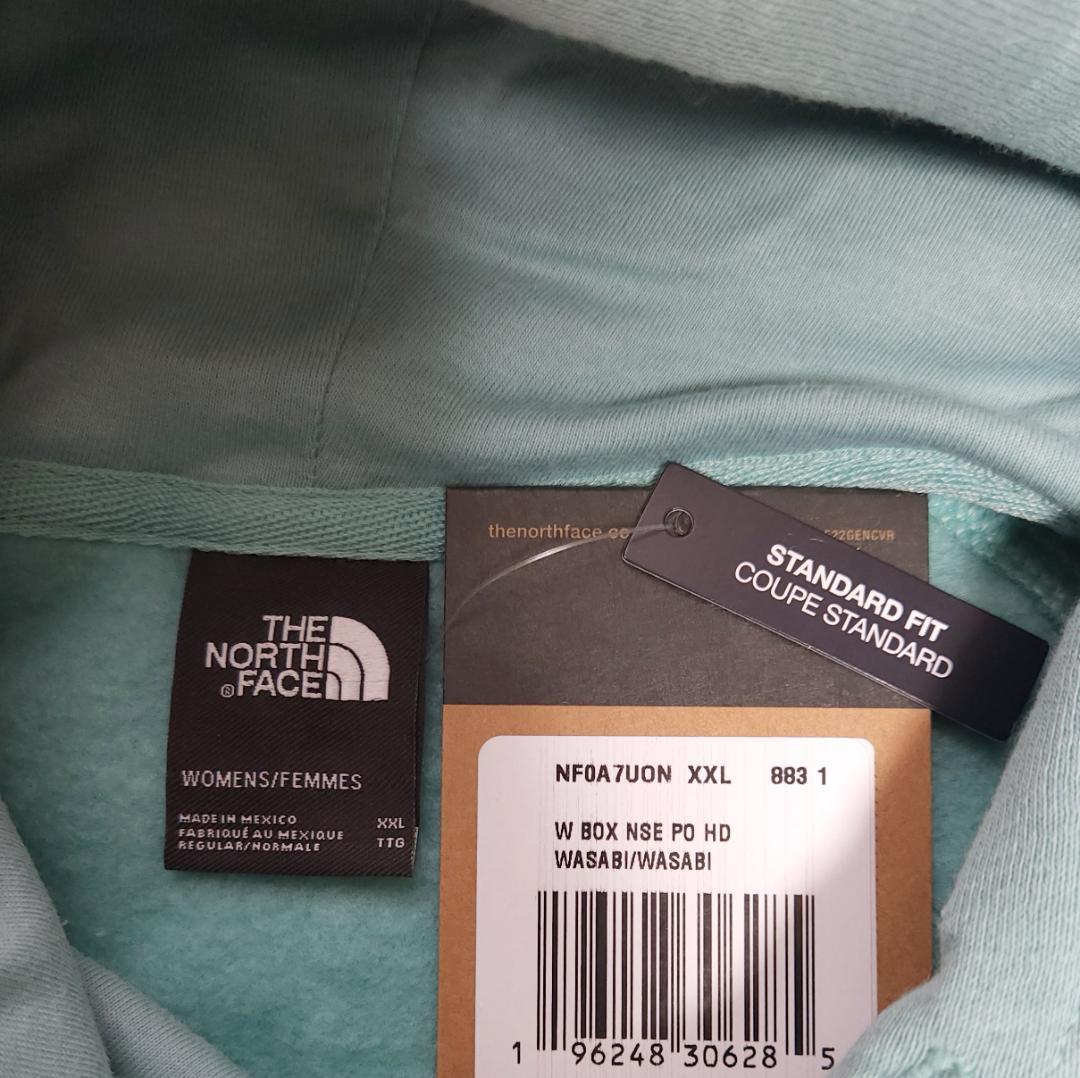 thenorthface
22GENCVR
STANDARD FIT
COUPE STANDARD
THE
NORTH
® FACE
WOMENS/FEMMES
MADE IN MEXICO
FABRIQUÉ AU MEXIQUE
REGULAR/NORMALE
XXL
TTG
NF0A7UON XXL 883 1
W BOX NSE PO HD
WASABI/WASABI
1 96248 30628 5